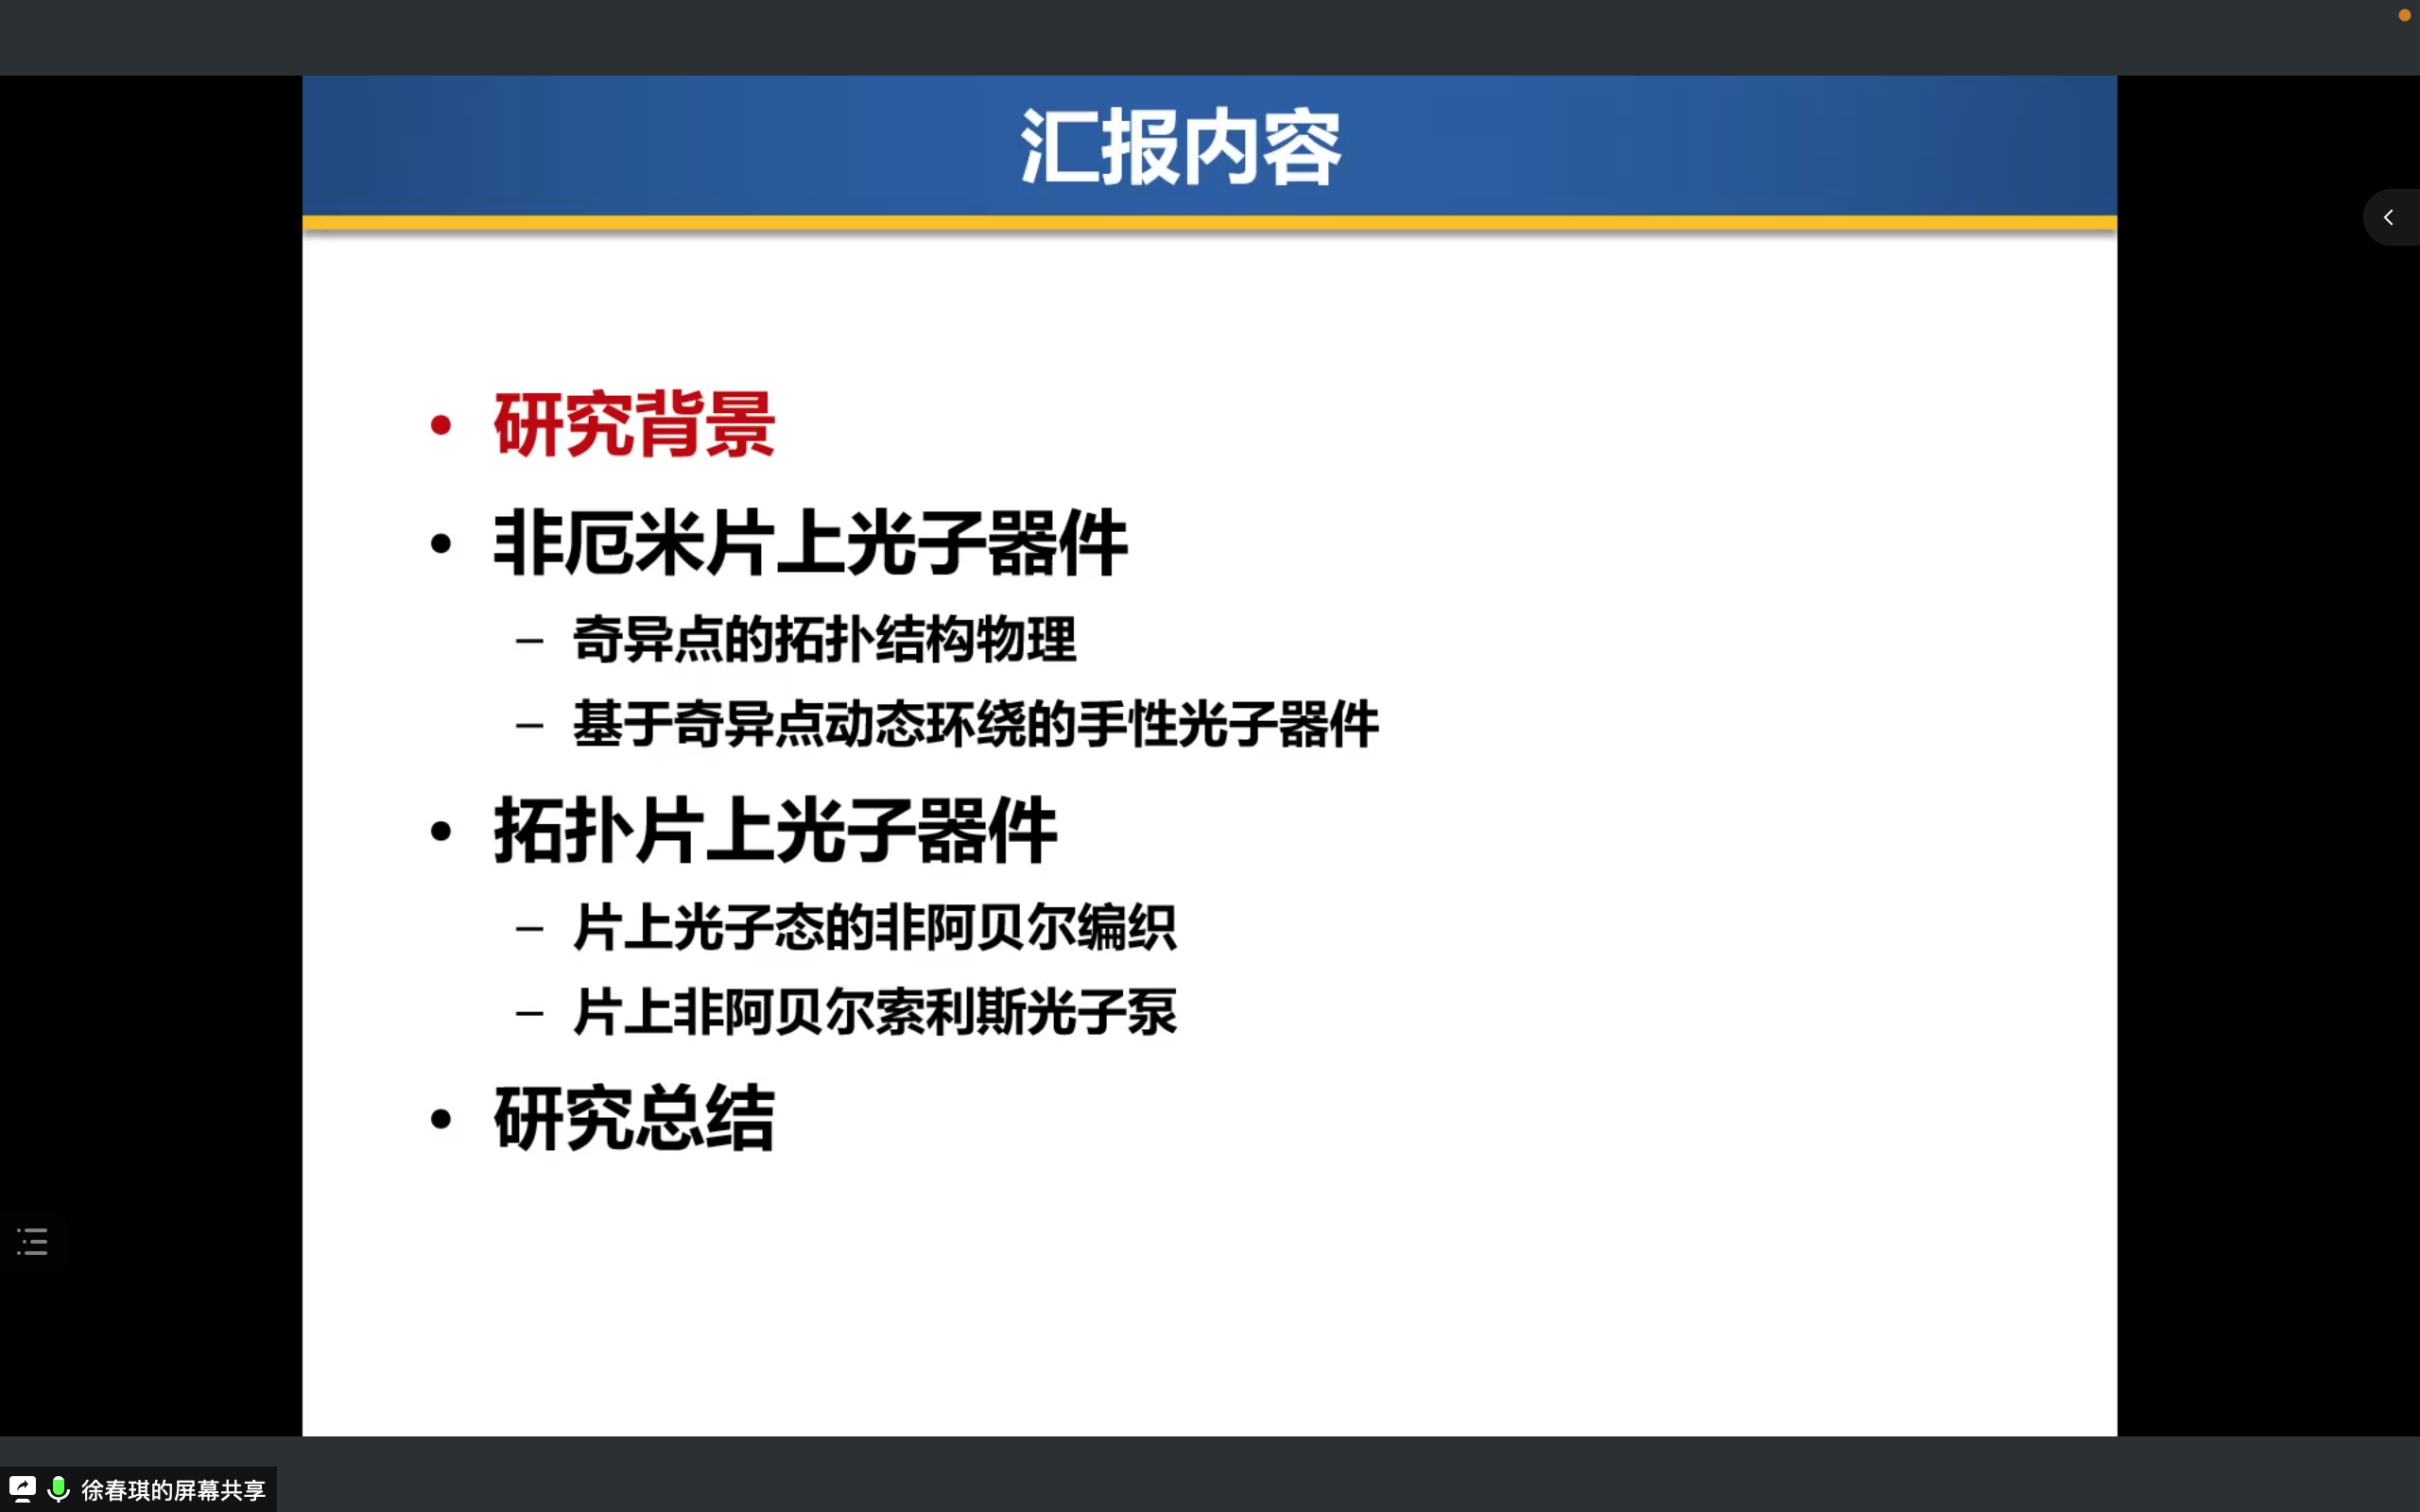 汇报内容
• 研究背景
• 非厄米片上光子器件
– 奇异点的拓扑结构物理
– 基于奇异点动态环绕的手性光子器件
• 拓扑片上光子器件
– 片上光子态的非阿贝尔编织
– 片上非阿贝尔索利斯光子泵
• 研究总结
徐春琪的屏幕共享